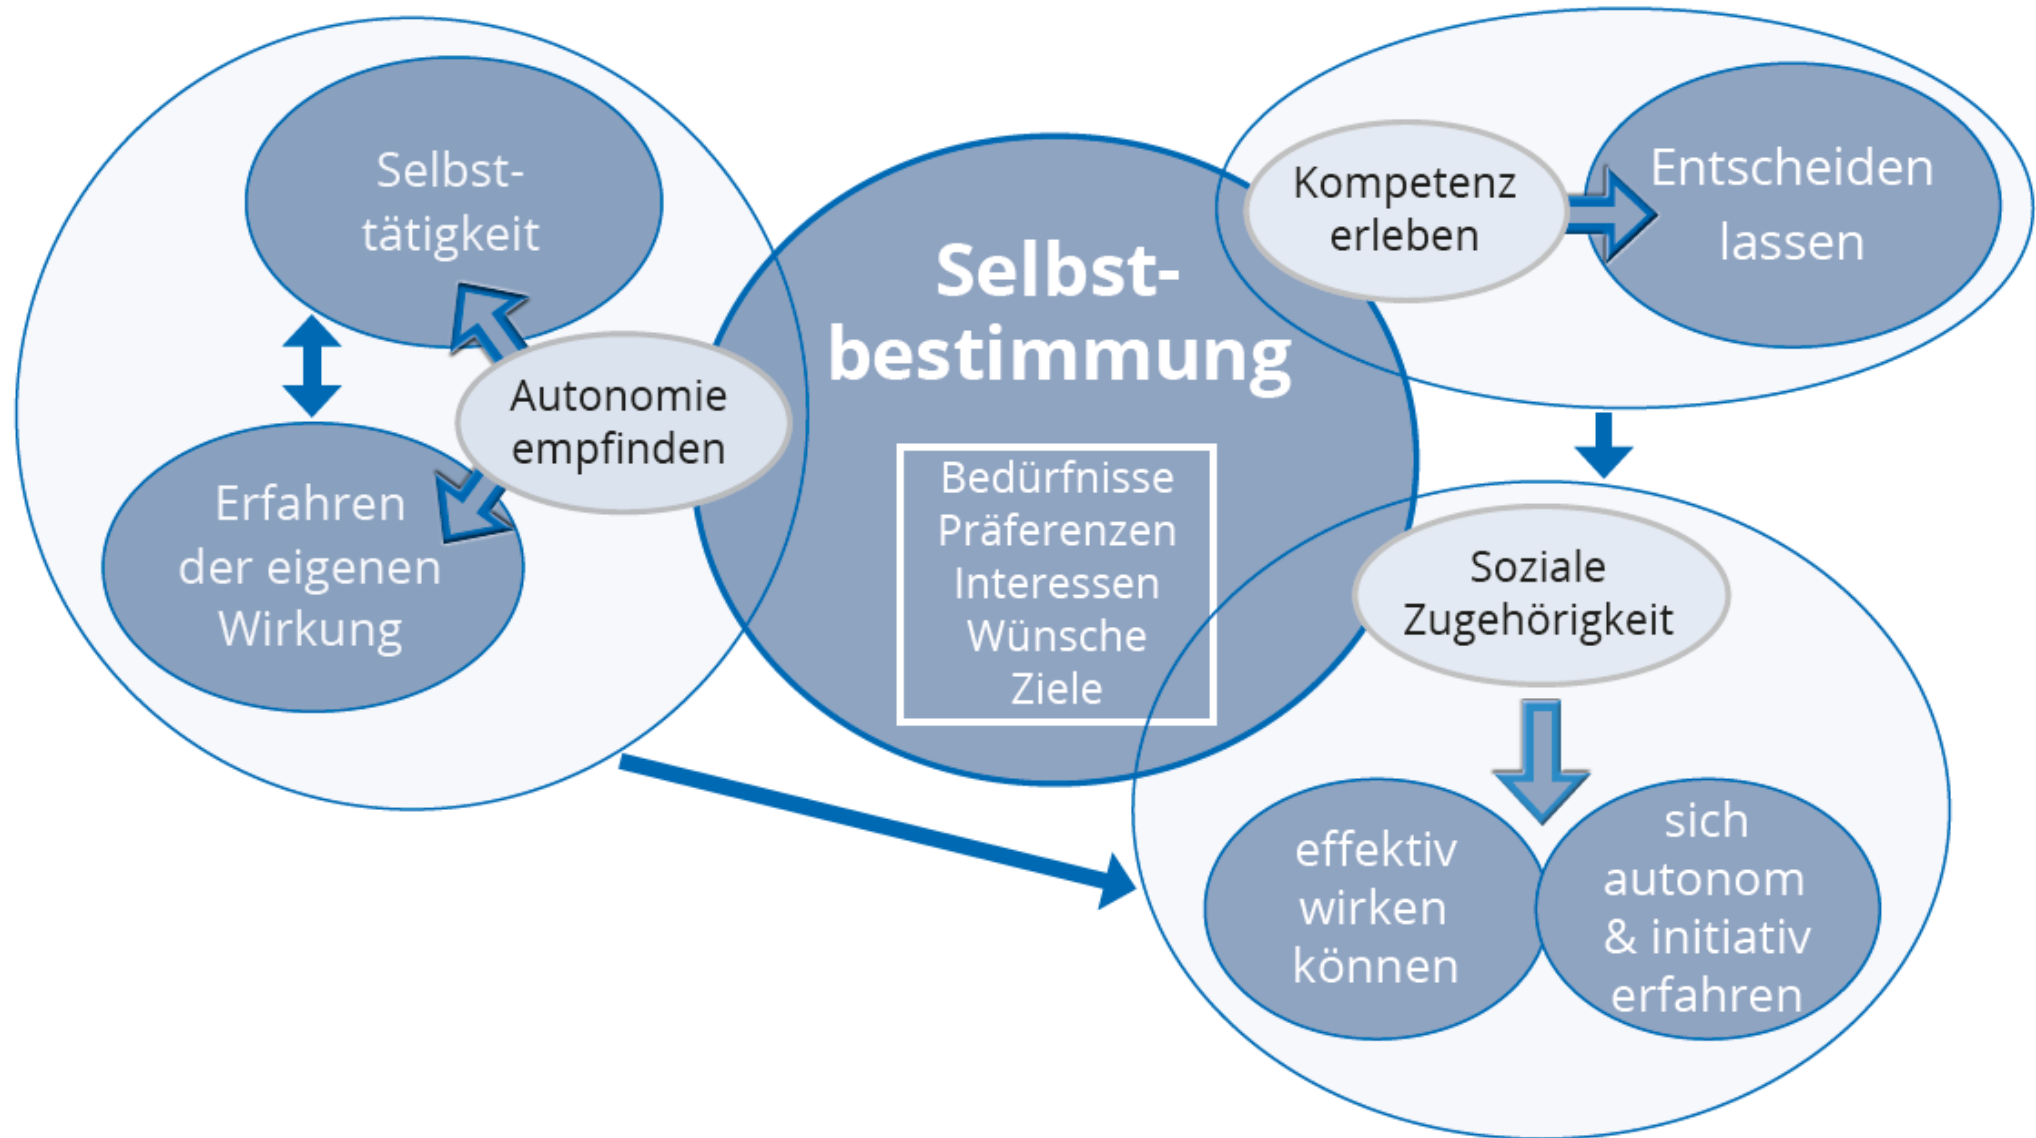 Selbst-
tätigkeit
Autonomie
empfinden
Erfahren
der eigenen
Wirkung
Selbst-
bestimmung
Bedürfnisse
Präferenzen
Interessen
Wünsche
Ziele
Kompetenz
erleben
Entscheiden
lassen
Soziale
Zugehörigkeit
effektiv
wirken
können
sich
autonom
& initiativ
erfahren